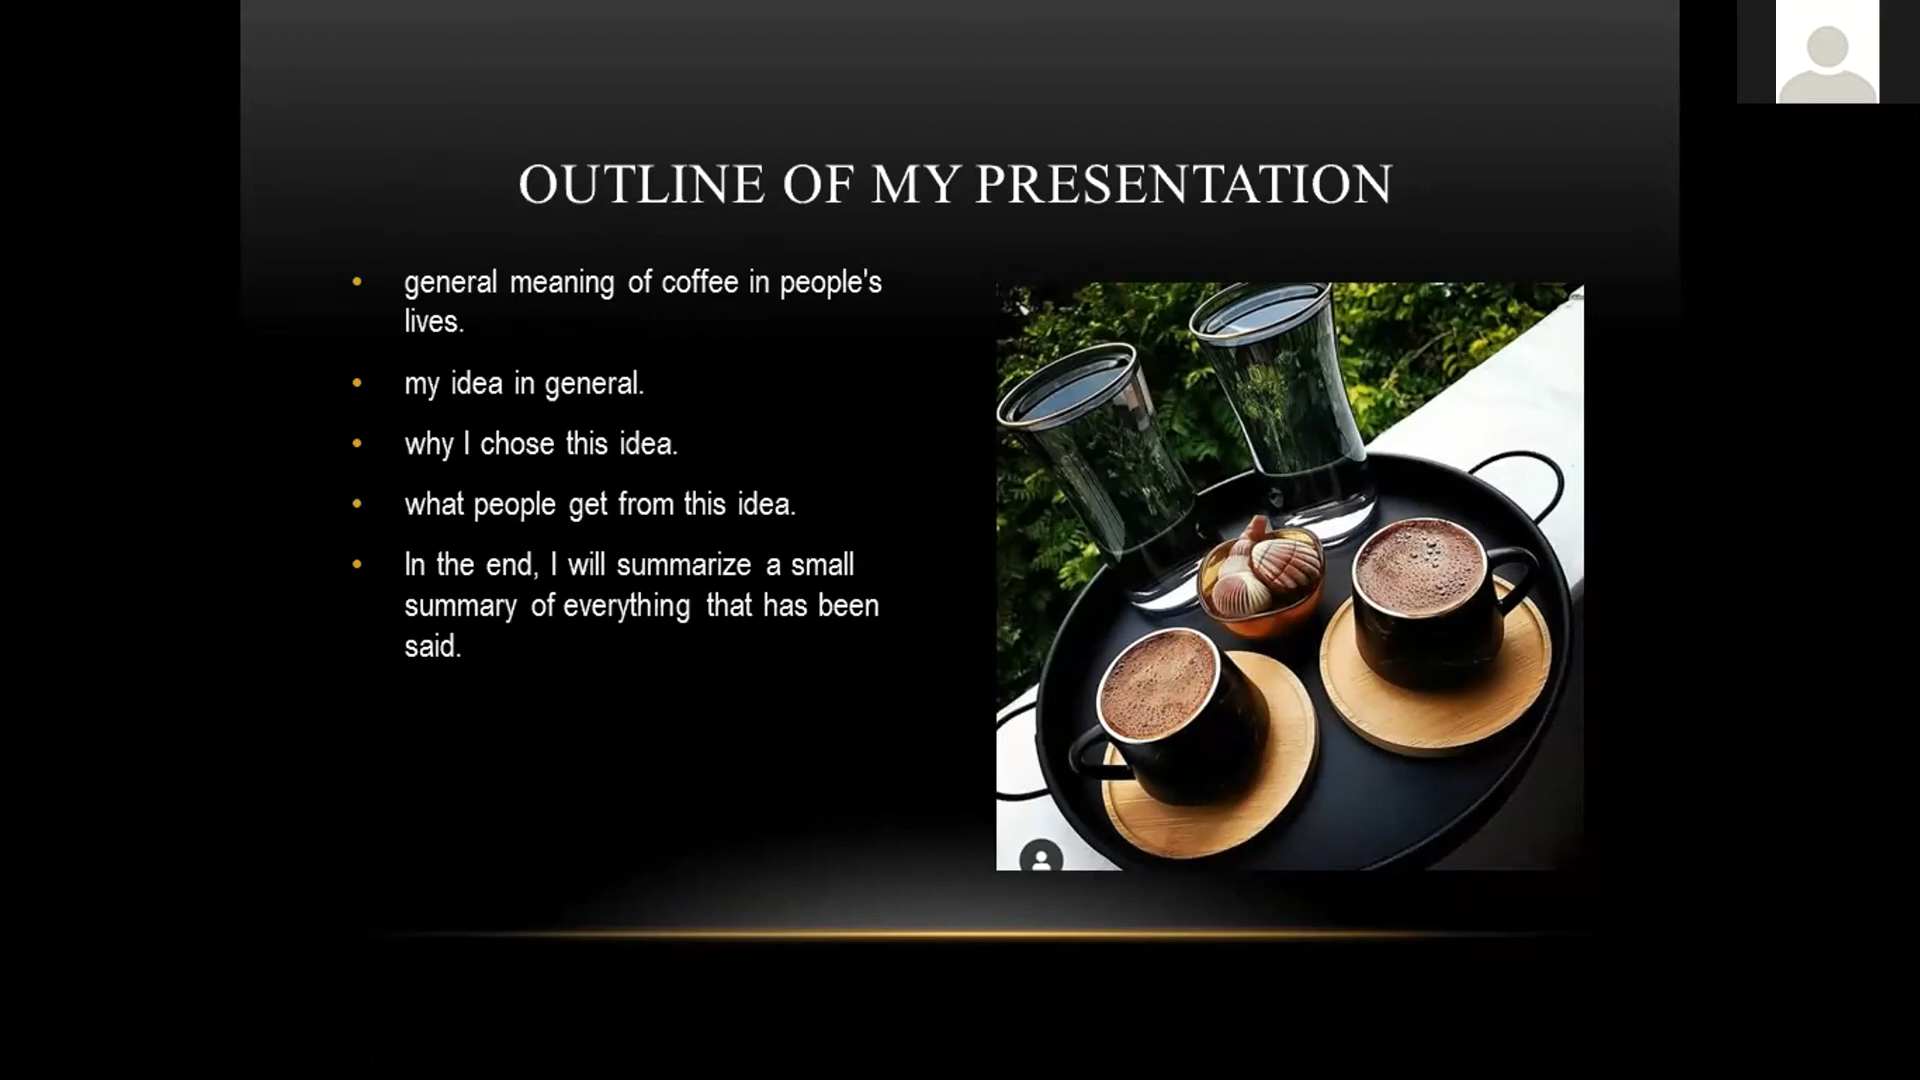 OUTLINE OF MY PRESENTATION
• general meaning of coffee in people's
lives.
• my idea in general.
• why I chose this idea.
• what people get from this idea.
• In the end, I will summarize a small
summary of everything that has been
said.